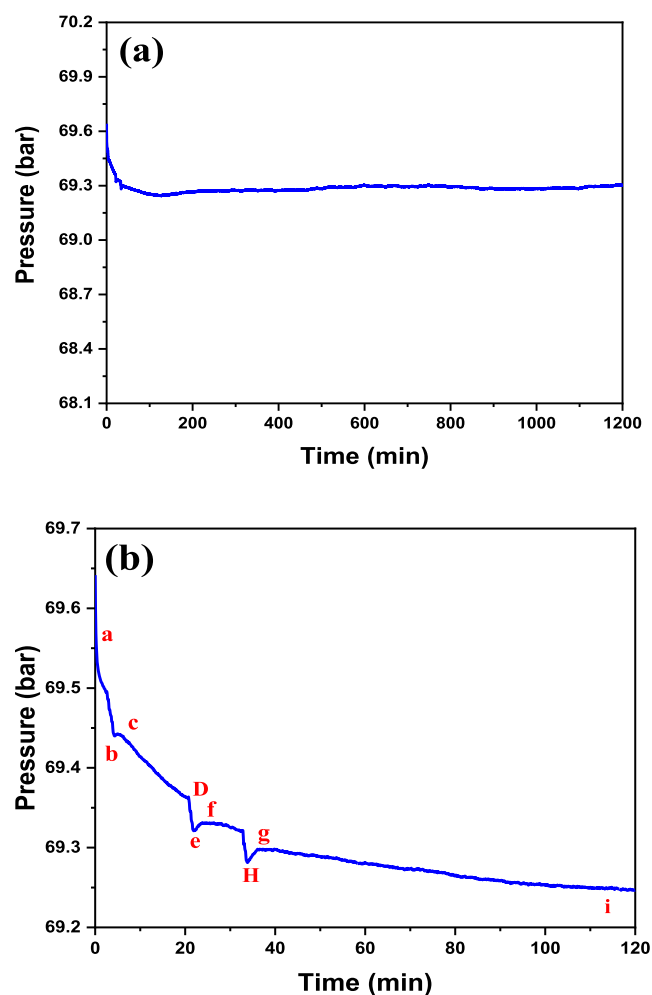 (a)
70.2
69.9
69.6
69.3
69.0
68.7
68.4
68.1
Pressure (bar)
0 200 400 600 800 1000 1200
Time (min)
(b)
69.7
69.6
69.5
69.4
69.3
69.2
Pressure (bar)
a
b
c
D
e
f
g
H
i
0 20 40 60 80 100 120
Time (min)